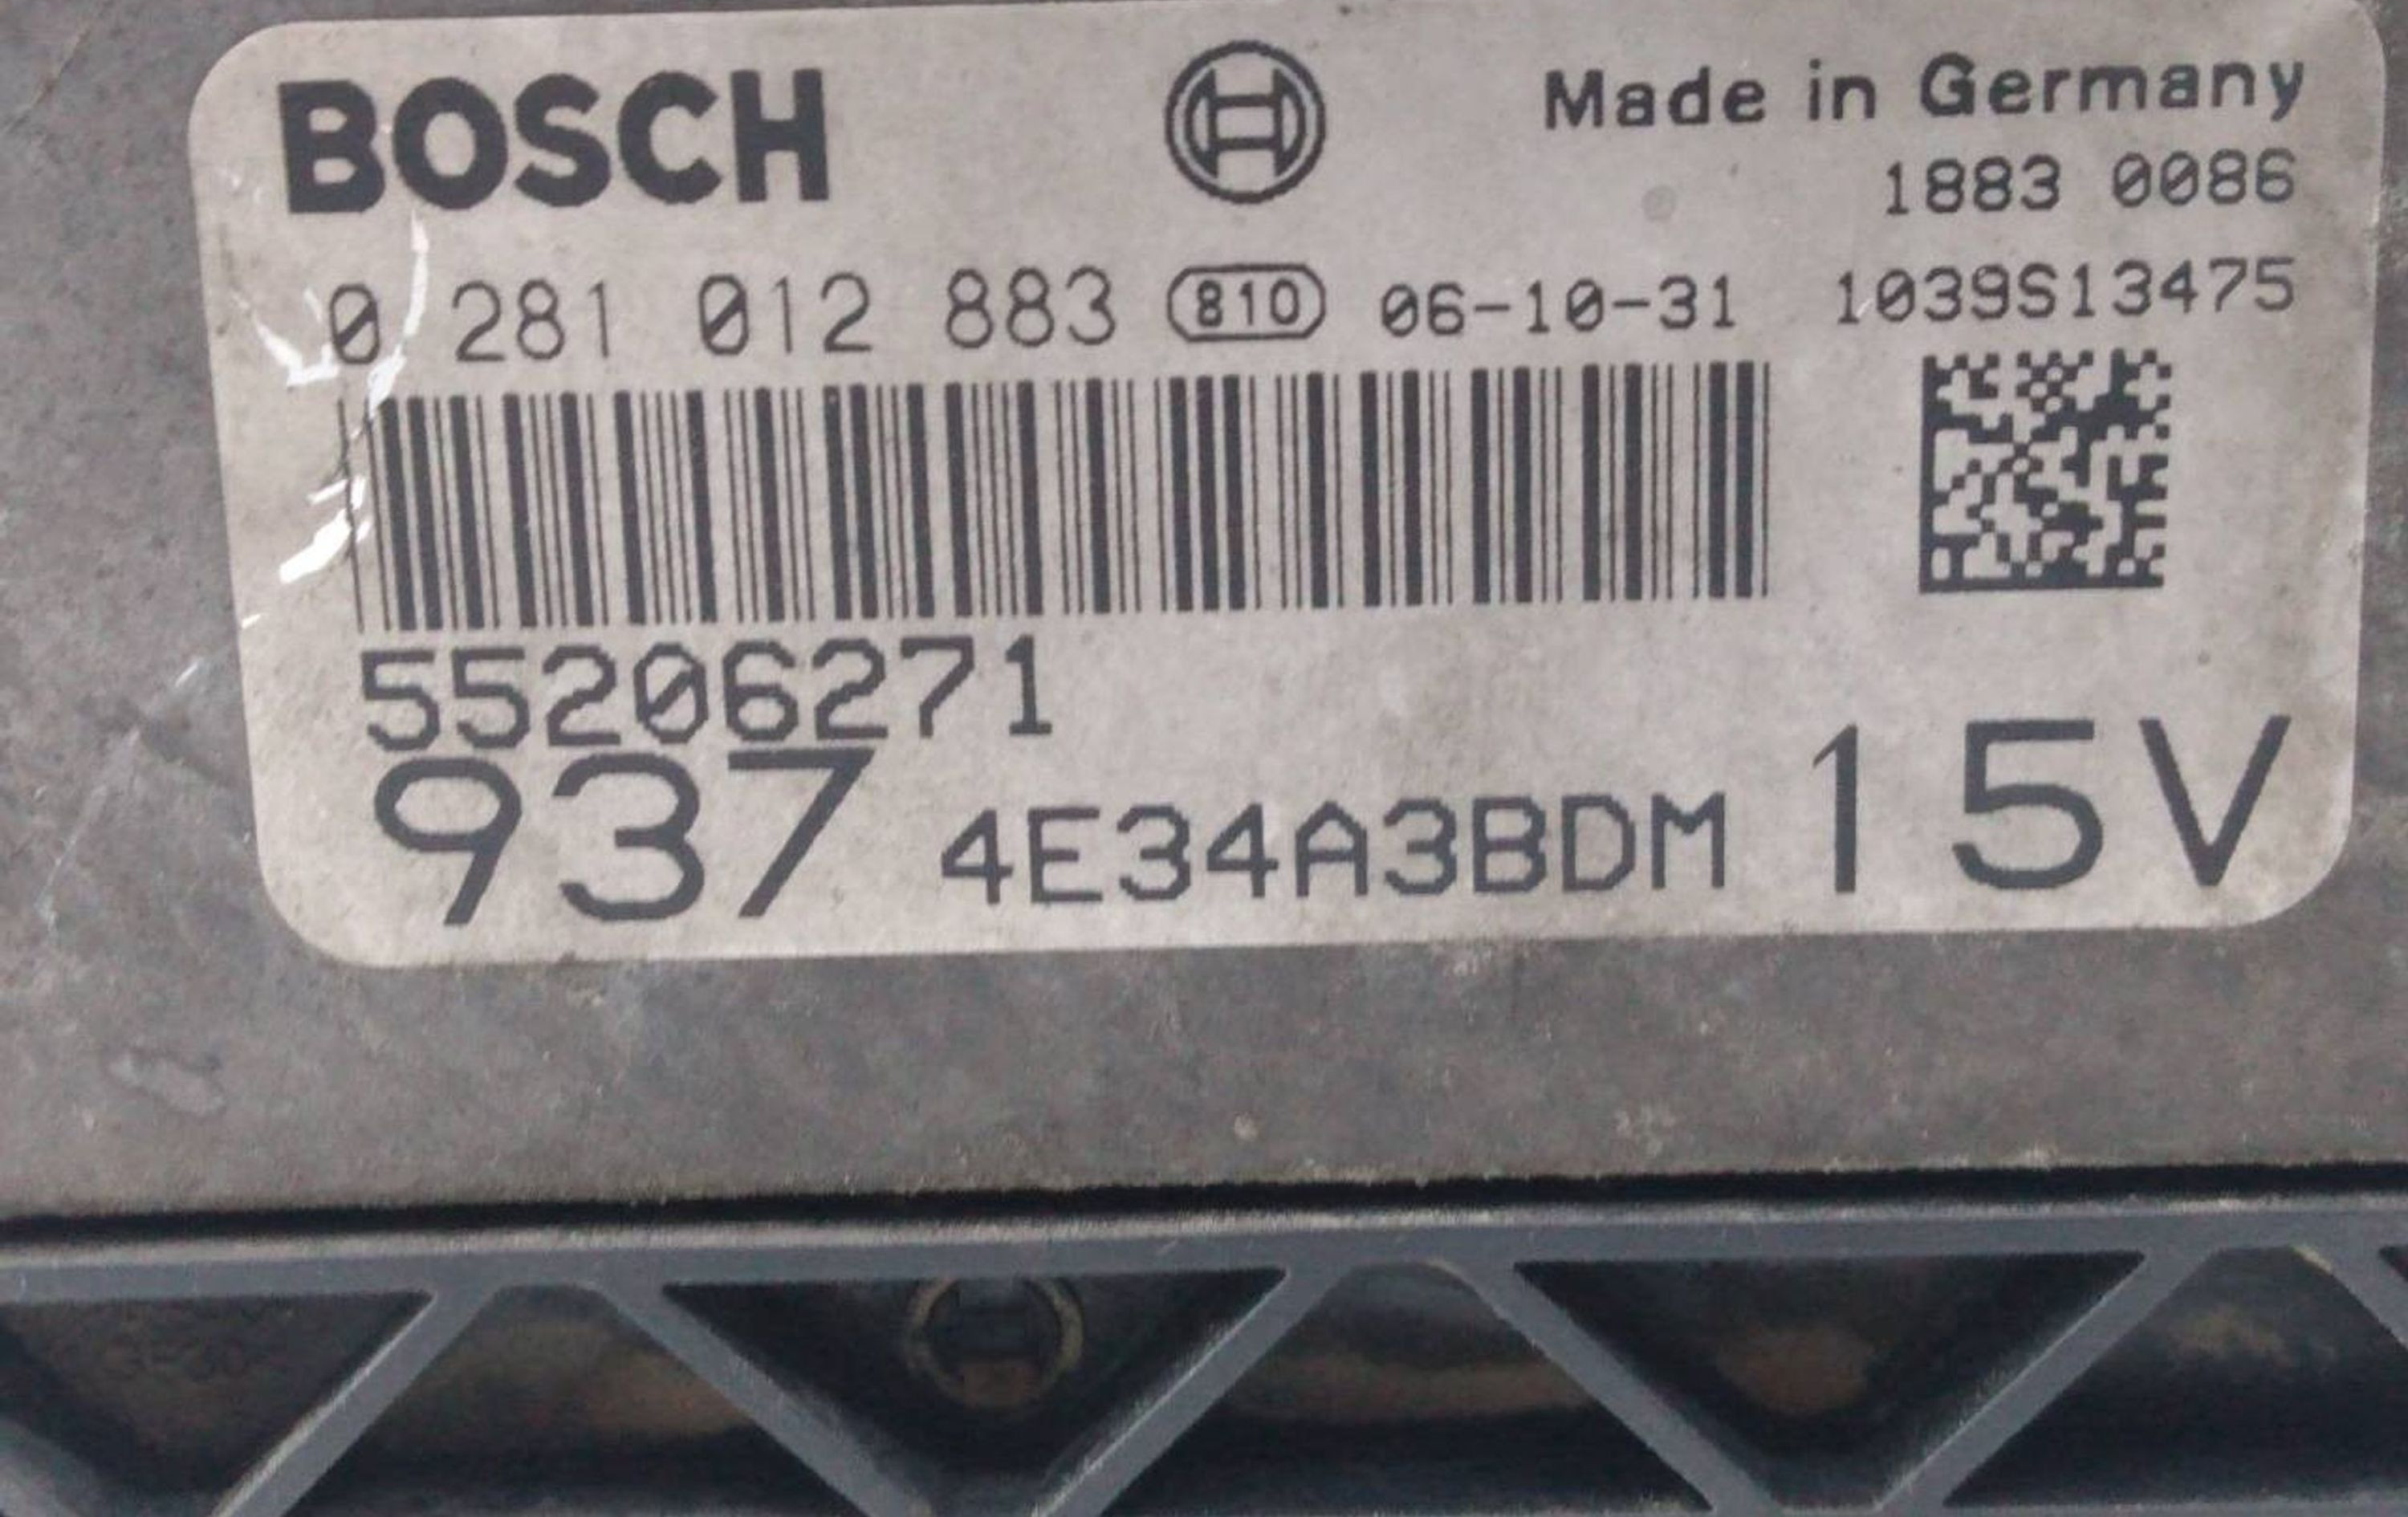 BOSCH Made in Germany
1883 0086
0 281 012 883 810 06-10-31 1039S13475
55206271
937 4E34A3BDM 15V